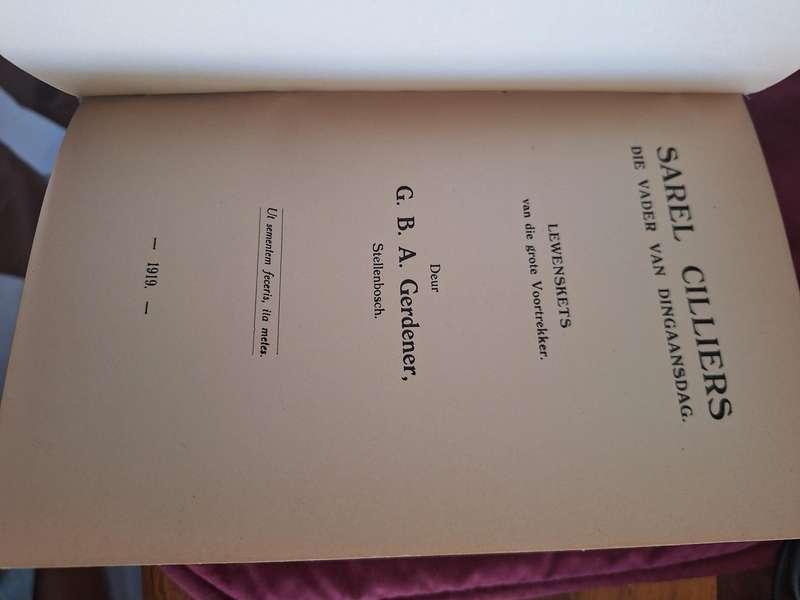 SAREL CILLIERS
DIE VADER VAN DINGAANSDAG.
LEWENSKETS
van die grote Voortrekker.
Deur
G. B. A. Gerdener,
Stellenbosch.
Ut sementem feceris, ita metes.
— 1919. —